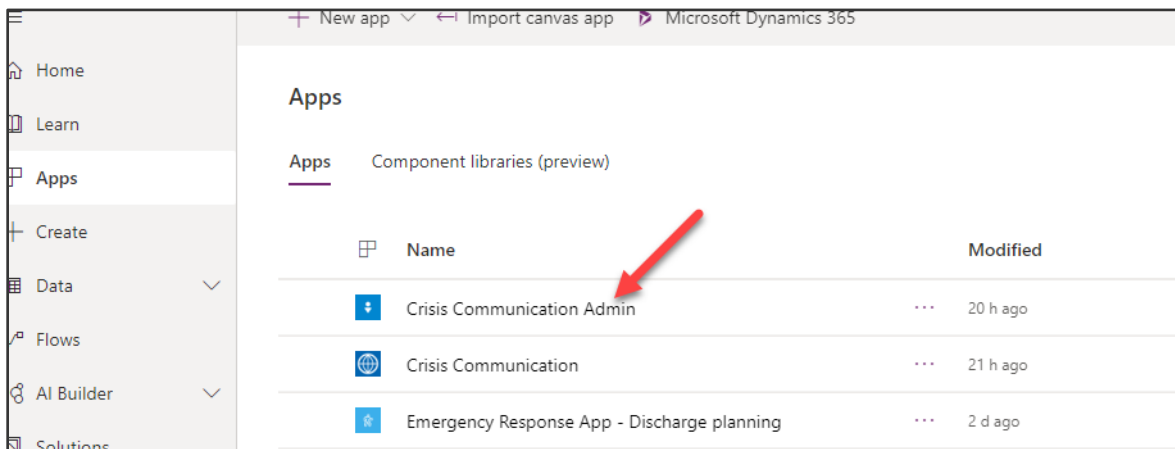 New app Import canvas app Microsoft Dynamics 365
Home
Learn
Apps
Create
Data
Flows
AI Builder
Solutions
Apps
Apps Component libraries (preview)
Name Modified
Crisis Communication Admin ... 20 h ago
Crisis Communication ... 21 h ago
Emergency Response App - Discharge planning ... 2 d ago